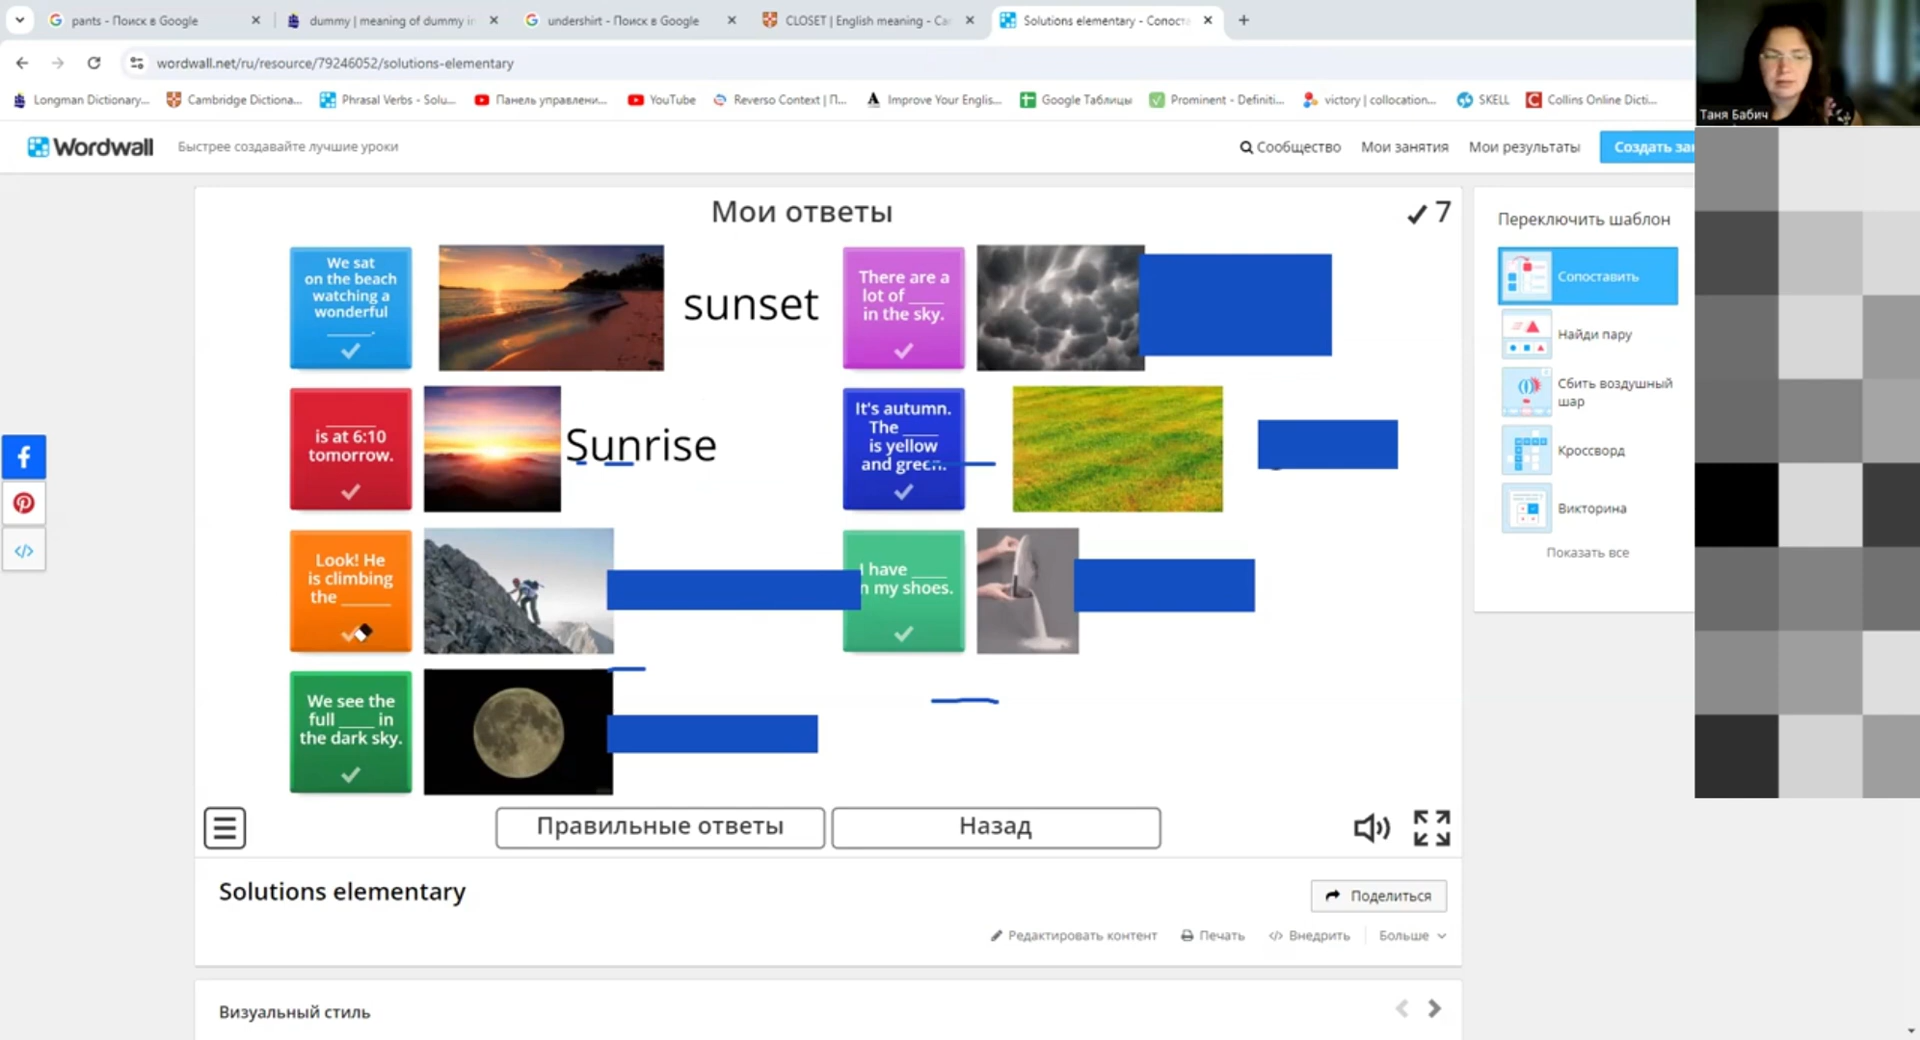 pants - Поиск в Google
dummy | meaning of dummy i
undershirt - Поиск в Google
CLOSET | English meaning - Ca
Solutions elementary - Сопост
wordwall.net/ru/resource/79246052/solutions-elementary
Longman Dictionary...
Cambridge Dictiona...
Phrasal Verbs - Solu...
Панель управлени...
YouTube
Reverso Context | П...
Improve Your Englis...
Google Таблицы
Prominent - Definiti...
victory | collocation...
SKELL
Collins Online Dicti...
Таня Бабич
Wordwall
Быстрее создавайте лучшие уроки
Сообщество
Мои занятия
Мои результаты
Создать зан
Мои ответы
7
We sat
on the beach
watching a
wonderful
_____.
sunset
There are a
lot of ____
in the sky.
______
is at 6:10
tomorrow.
Sunrise
It's autumn.
The ____
is yellow
and green.
Look! He
is climbing
the ______
I have ____
n my shoes.
We see the
full ____ in
the dark sky.
Правильные ответы
Назад
Переключить шаблон
Сопоставить
Найди пару
Сбить воздушный
шар
Кроссворд
Викторина
Показать все
Solutions elementary
Поделиться
Редактировать контент
Печать
Внедрить
Больше
Визуальный стиль